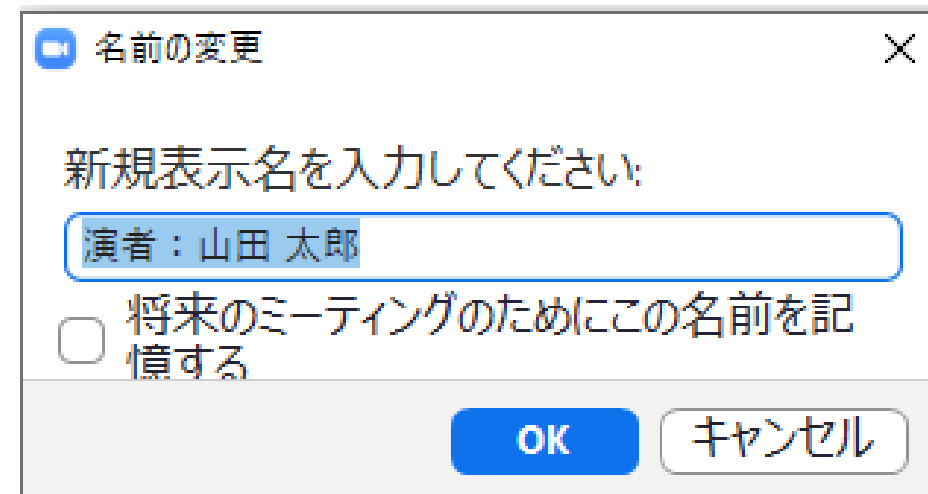 名前の変更
新規表示名を入力してください:
演者：山田 太郎
将来のミーティングのためにこの名前を記
憶する
OK
キャンセル